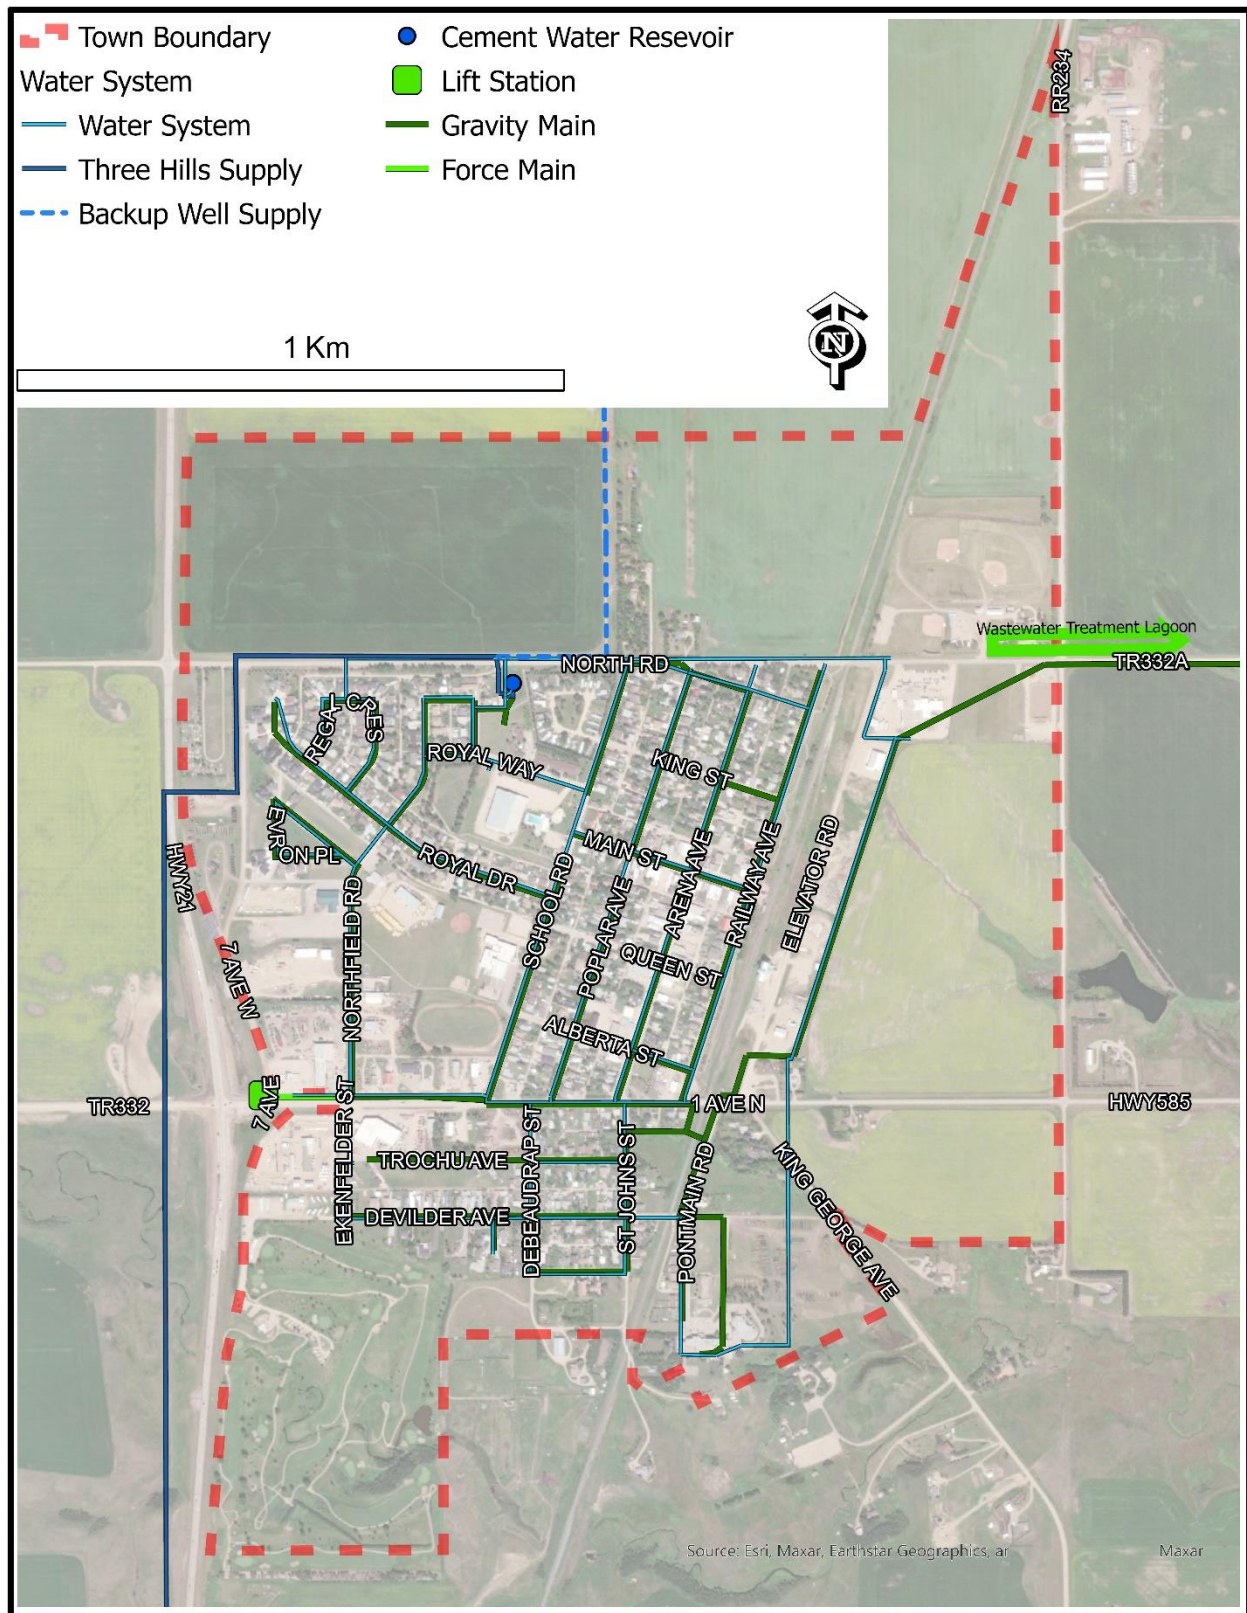 Town Boundary
Water System
Water System
Three Hills Supply
Backup Well Supply
Cement Water Resevoir
Lift Station
Gravity Main
Force Main
1 Km
N
RR234
Wastewater Treatment Lagoon
TR332A
NORTH RD
REGAL CRES
ROYAL WAY
KING ST
EVR
ON PL
ROYAL DR
MAIN ST
SCHOOL RD
POPLAR AVE
ARENA AVE
RAILWAY AVE
ELEVATOR RD
HWY21
7 AVE W
NORTHFIELD RD
QUEEN ST
ALBERTA ST
TR332
7 AVE
EKENFELDER ST
1 AVE N
HWY585
TROCHU AVE
DEVILDER AVE
DEBEAUDRAP ST
ST JOHNS ST
PONTMAIN RD
KING GEORGE AVE
Source: Esri, Maxar, Earthstar Geographics, ar
Maxar